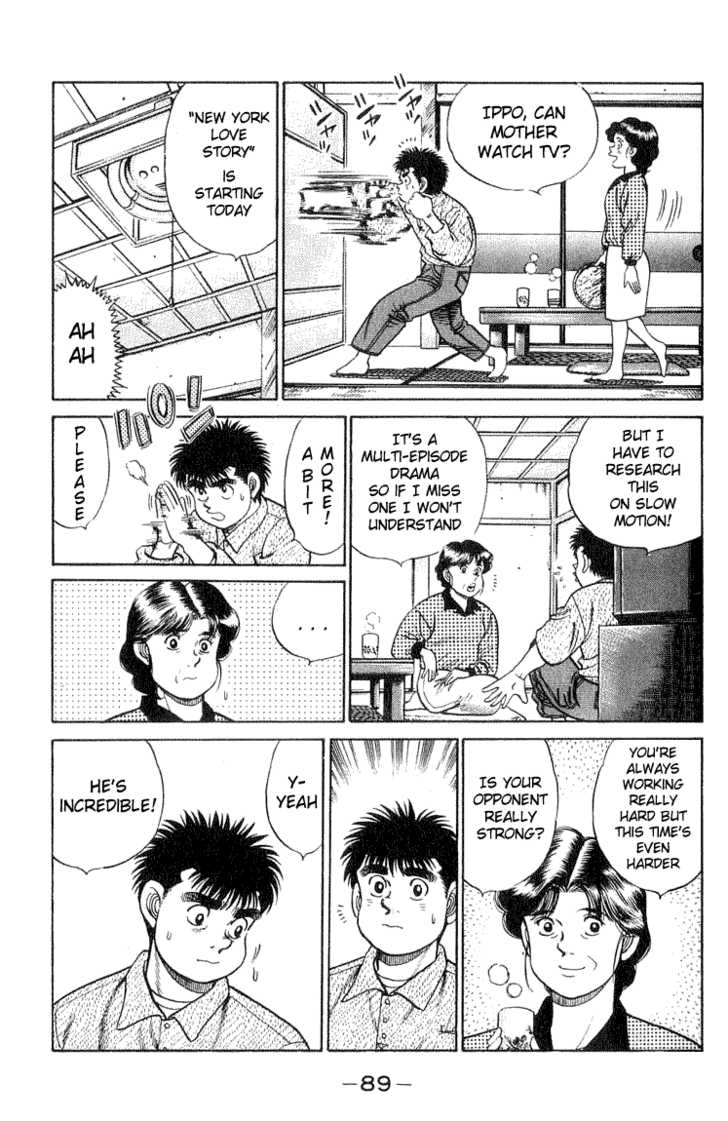 IPPO, CAN
MOTHER
WATCH TV?
"NEW YORK
LOVE
STORY"
IS
STARTING
TODAY
AH
AH
BUT I
HAVE TO
RESEARCH
THIS
ON SLOW
MOTION!
IT'S A
MULTI-EPISODE
DRAMA
SO IF I MISS
ONE I WON'T
UNDERSTAND
A BIT
MORE!
PLEASE
...
YOU'RE
ALWAYS
WORKING
REALLY
HARD BUT
THIS TIME'S
EVEN
HARDER
IS YOUR
OPPONENT
REALLY
STRONG?
Y-
YEAH
HE'S
INCREDIBLE!
—89—